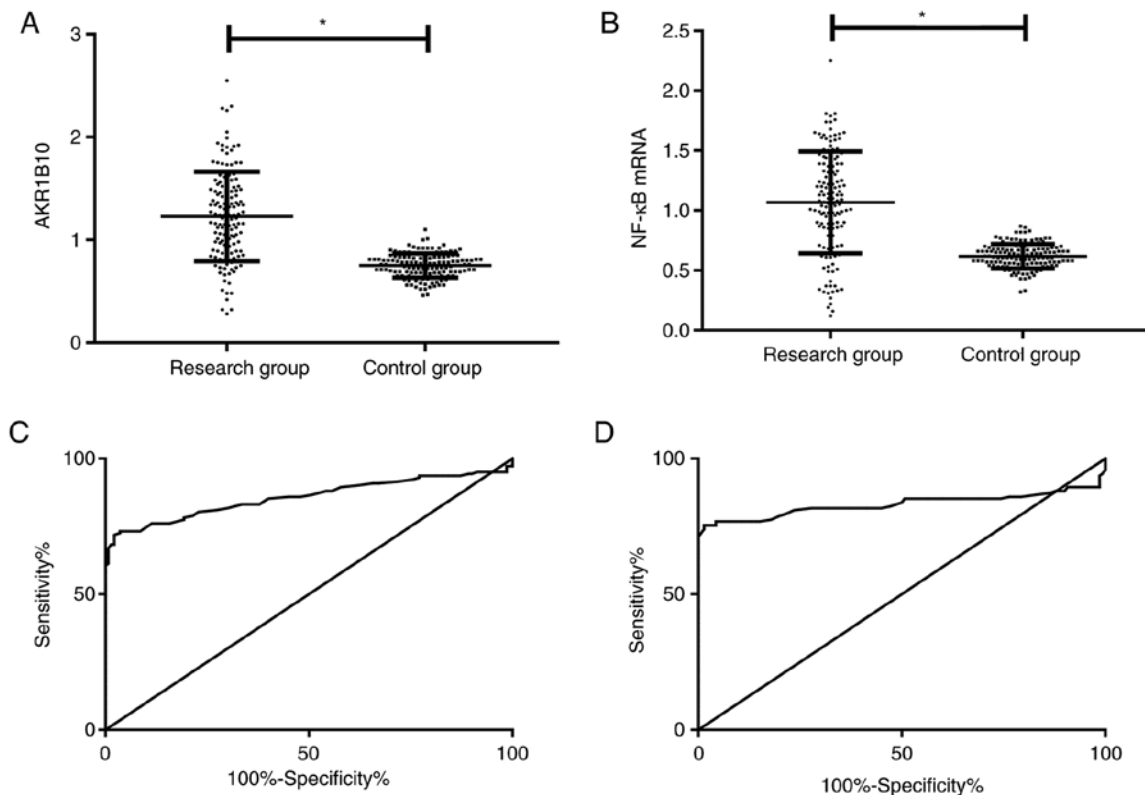 A
3
2
1
0
AKR1B10
*
Research group
Control group
B
2.5
2.0
1.5
1.0
0.5
0.0
NF-κB mRNA
*
Research group
Control group
C
100
50
0
Sensitivity%
0
50
100
100%-Specificity%
D
100
50
0
Sensitivity%
0
50
100
100%-Specificity%